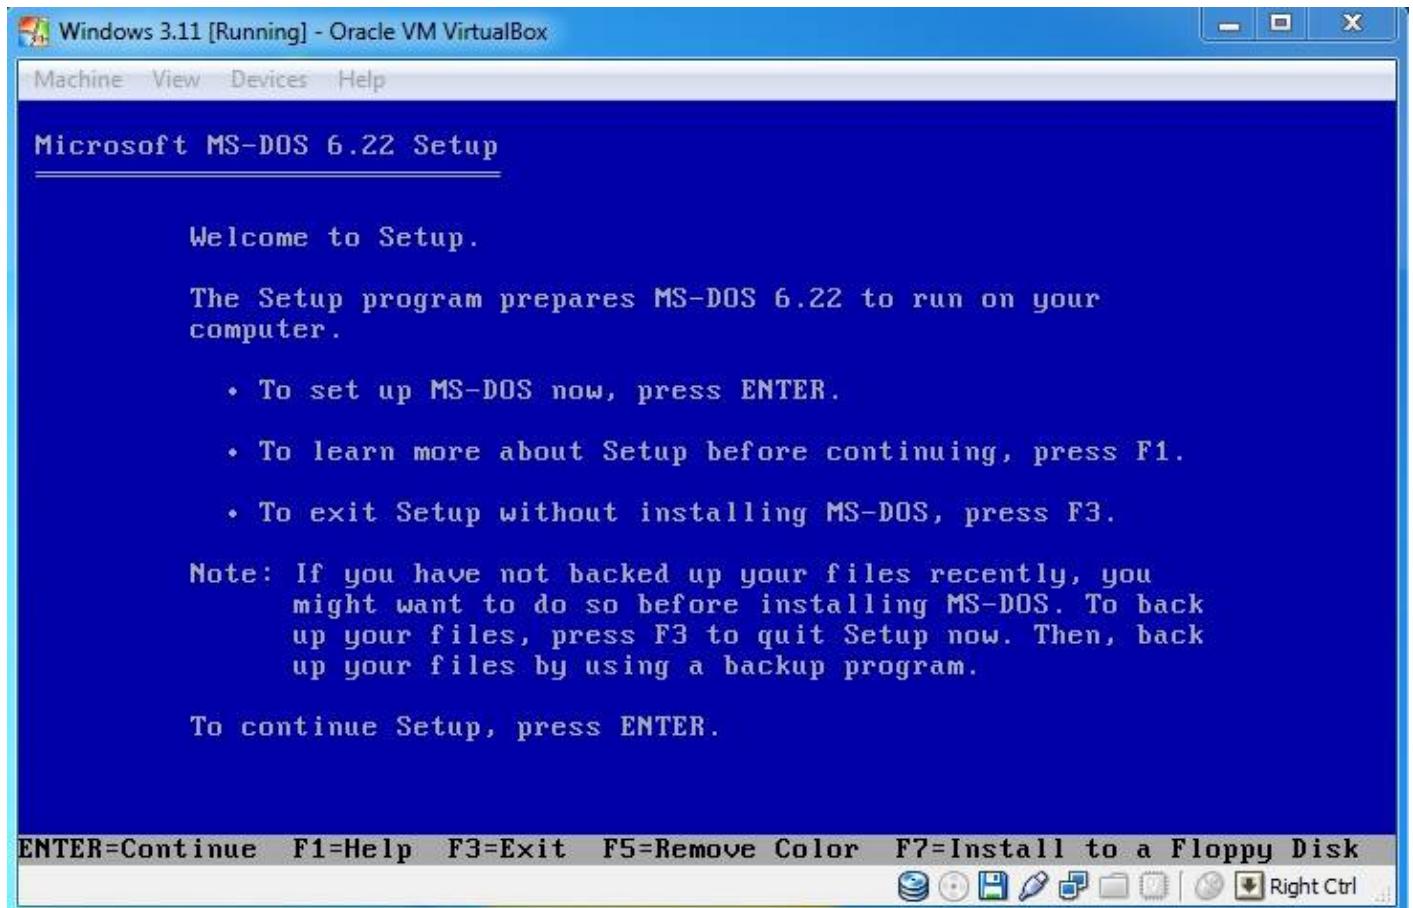 Windows 3.11 [Running] - Oracle VM VirtualBox
Machine View Devices Help
Microsoft MS-DOS 6.22 Setup
Welcome to Setup.
The Setup program prepares MS-DOS 6.22 to run on your
computer.
• To set up MS-DOS now, press ENTER.
• To learn more about Setup before continuing, press F1.
• To exit Setup without installing MS-DOS, press F3.
Note: If you have not backed up your files recently, you
might want to do so before installing MS-DOS. To back
up your files, press F3 to quit Setup now. Then, back
up your files by using a backup program.
To continue Setup, press ENTER.
ENTER=Continue F1=Help F3=Exit F5=Remove Color F7=Install to a Floppy Disk
Right Ctrl